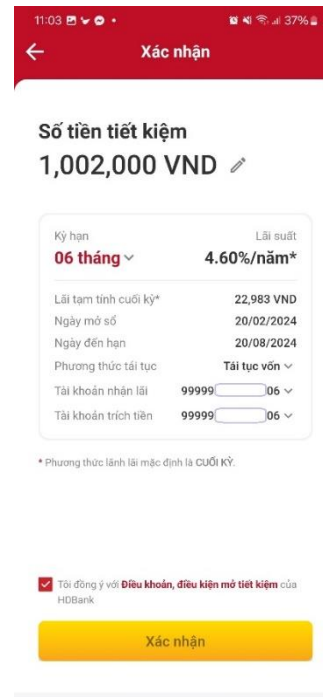 11:03
37%
Xác nhận
Số tiền tiết kiệm
1,002,000 VND
Kỳ hạn Lãi suất
06 tháng 4.60%/năm*
Lãi tạm tính cuối kỳ* 22,983 VND
Ngày mở sổ 20/02/2024
Ngày đến hạn 20/08/2024
Phương thức tái tục Tái tục vốn
Tài khoản nhận lãi 99999 06
Tài khoản trích tiền 99999 06
* Phương thức lãnh lãi mặc định là CUỐI KỲ.
Tôi đồng ý với Điều khoản, điều kiện mở tiết kiệm của
HDBank
Xác nhận